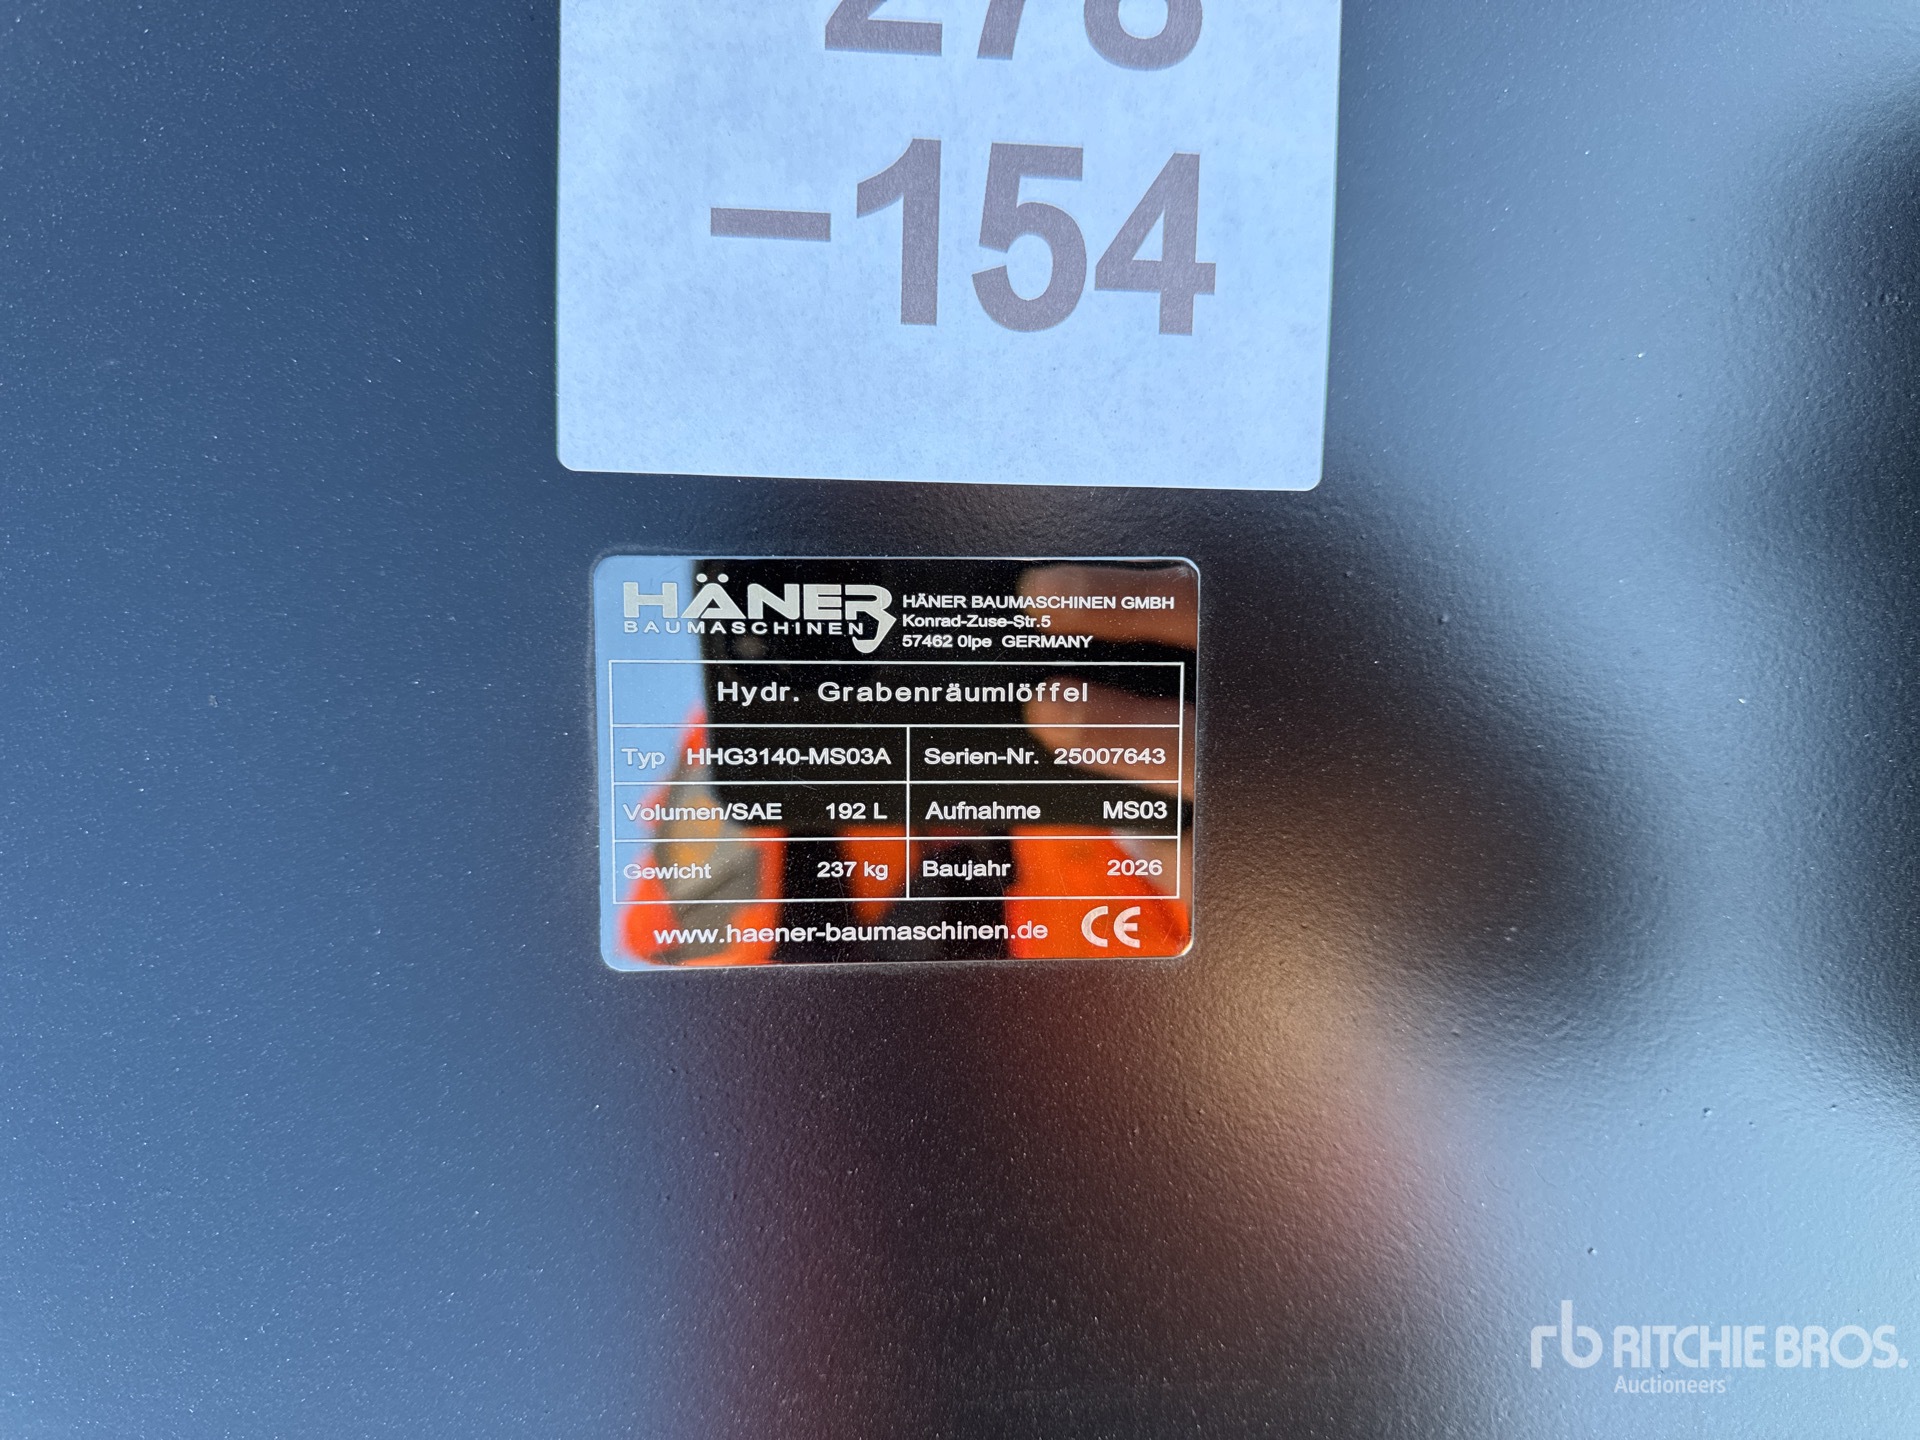 278
-154
HÄNER
BAUMASCHINEN
HÄNER BAUMASCHINEN GMBH
Konrad-Zuse-Str.5
57462 Olpe GERMANY
Hydr. Grabenräumlöffel
Typ HHG3140-MS03A Serien-Nr. 25007643
Volumen/SAE 192 L Aufnahme MS03
Gewicht 237 kg Baujahr 2026
www.haener-baumaschinen.de CE
rb RITCHIE BROS.
Auctioneers